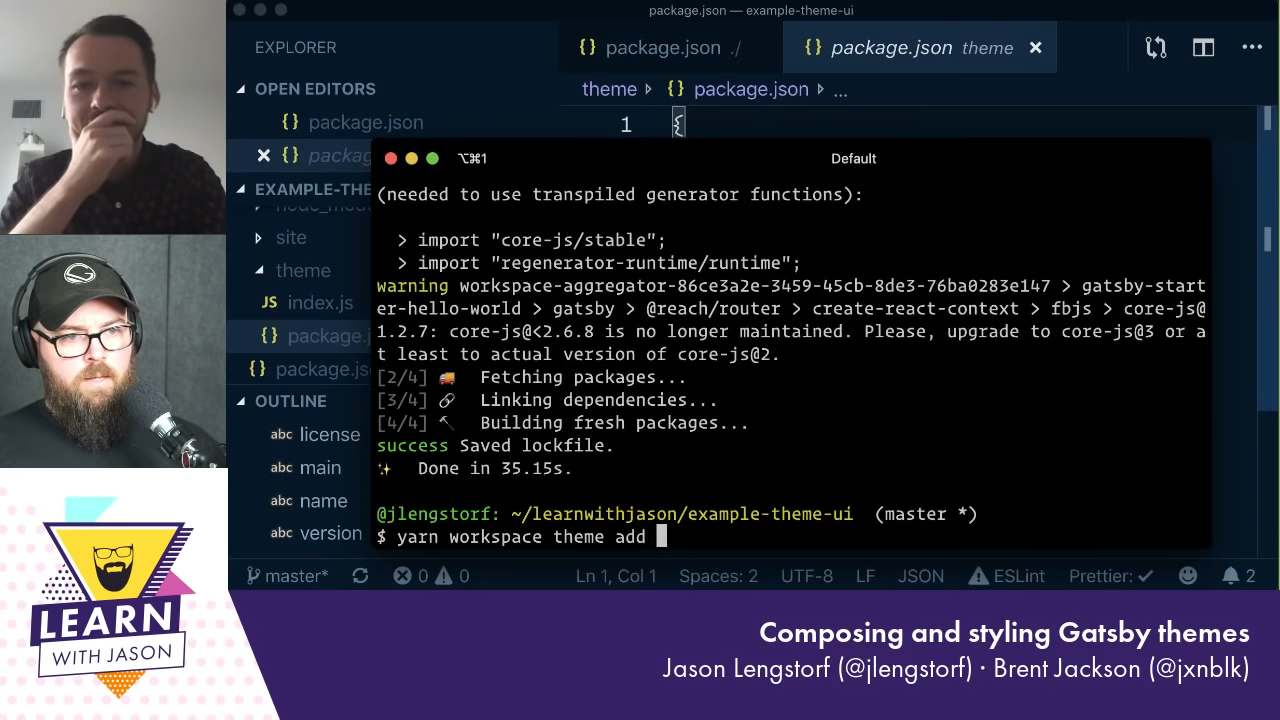 package.json — example-theme-ui
EXPLORER
{} package.json ./
{} package.json theme ×
OPEN EDITORS
theme {} package.json ...
{} package.json
1 {
× {} packag
⌥⌘1 Default
EXAMPLE-THE
node_mod
site
theme
JS index.js
{} package.j
{} package.js
OUTLINE
abc license
abc main
abc name
abc version
(needed to use transpiled generator functions):
> import "core-js/stable";
> import "regenerator-runtime/runtime";
warning workspace-aggregator-86ce3a2e-3459-45cb-8de3-76ba0283e147 > gatsby-start
er-hello-world > gatsby > @reach/router > create-react-context > fbjs > core-js@
1.2.7: core-js@<2.6.8 is no longer maintained. Please, upgrade to core-js@3 or a
t least to actual version of core-js@2.
[2/4] 🚚  Fetching packages...
[3/4] 🔗  Linking dependencies...
[4/4] 🔨  Building fresh packages...
success Saved lockfile.
✨  Done in 35.15s.
@jlengstorf: ~/learnwithjason/example-theme-ui (master *)
$ yarn workspace theme add
master* 0 0 Ln 1, Col 1 Spaces: 2 UTF-8 LF JSON ESLint Prettier: ✓ 2
LEARN
WITH JASON
Composing and styling Gatsby themes
Jason Lengstorf (@jlengstorf) · Brent Jackson (@jxnblk)